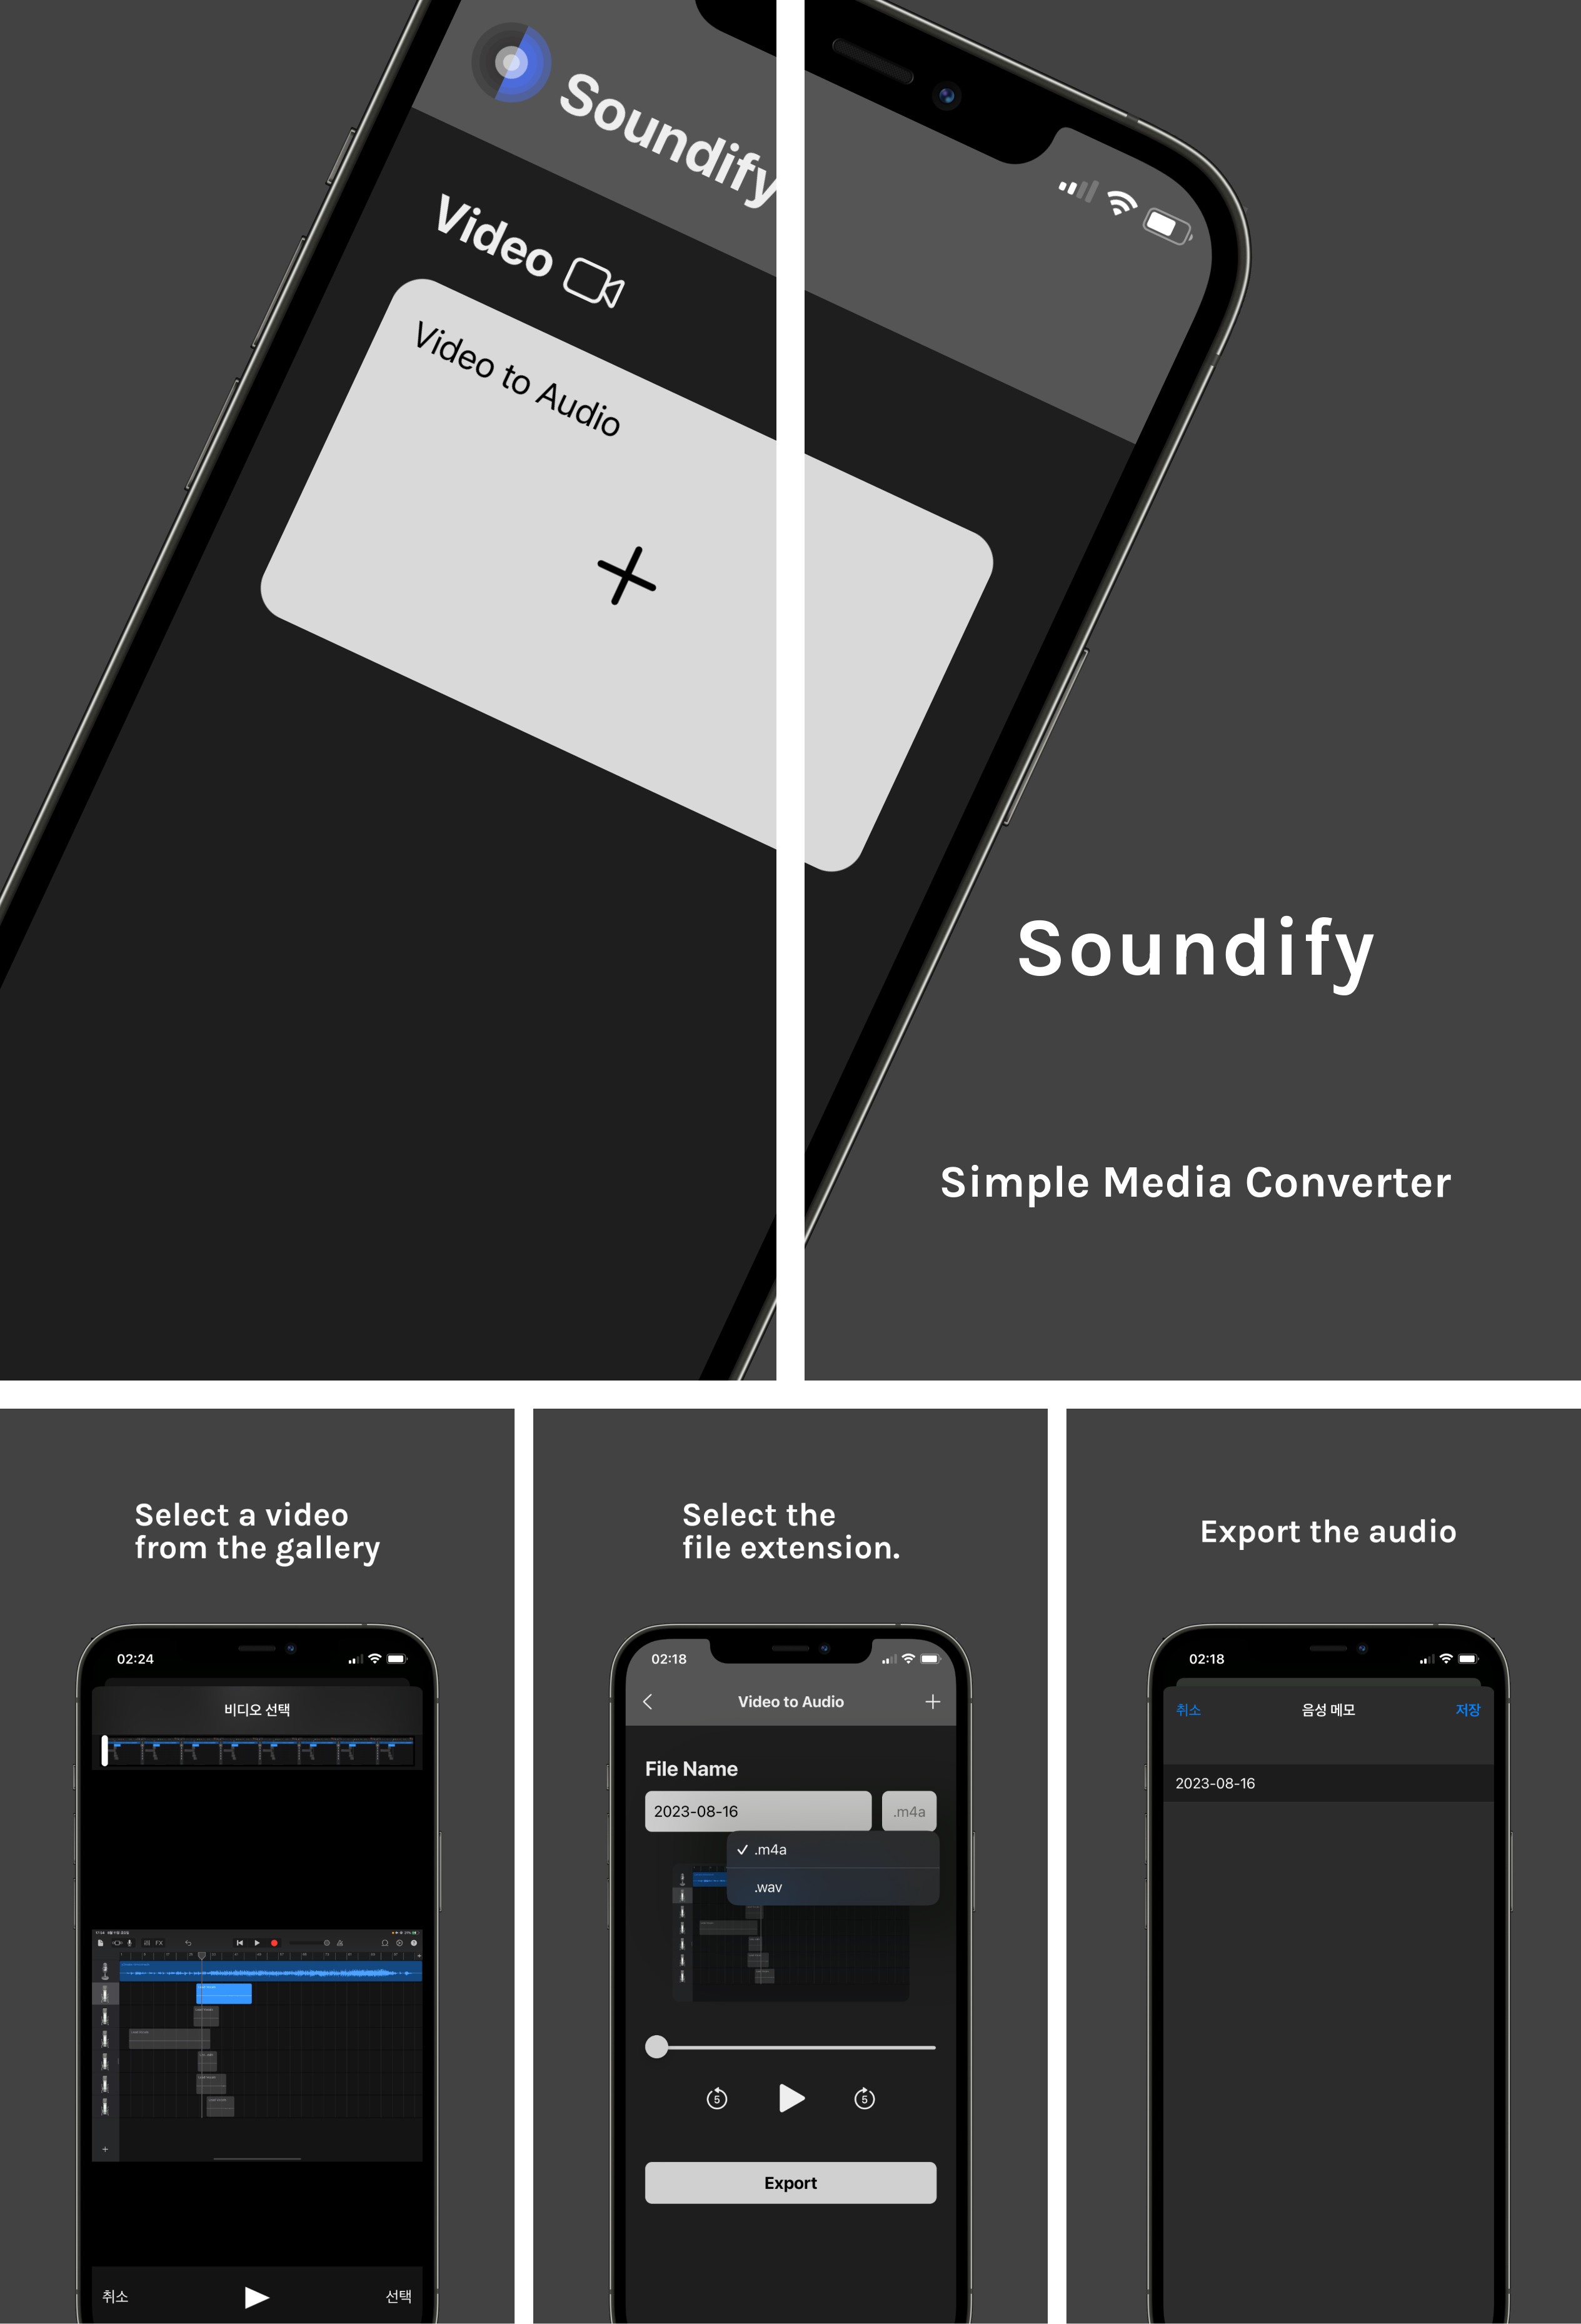 Soundify
Video
Video to Audio
Soundify
Simple Media Converter
Select a video
from the gallery
02:24
비디오 선택
FX
취소
선택
Select the
file extension.
02:18
Video to Audio
File Name
2023-08-16
.m4a
.m4a
.wav
5
5
Export
Export the audio
02:18
취소
음성 메모
저장
2023-08-16